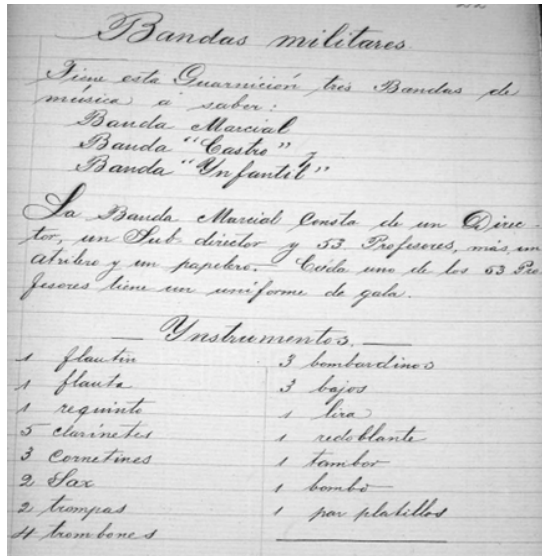 Bandas militares.
Tiene esta Guarnición tres Bandas de
música a saber:
Banda Marcial
Banda "Castro" y
Banda "Ynfantil"
La Banda Marcial Consta de un Direc-
tor, un Sub director y 53 Profesores, más un
atrilero y un papelero. Cada uno de los 53 Pro
fesores tiene un uniforme de gala.
Ynstrumentos.
1 flautín
1 flauta
1 requinto
5 clarinetes
3 Cornetines
2 Sax
2 trompas
4 trombones
3 bombardinos
3 bajos
1 lira
1 redoblante
1 tambor
1 bombo
1 par platillos